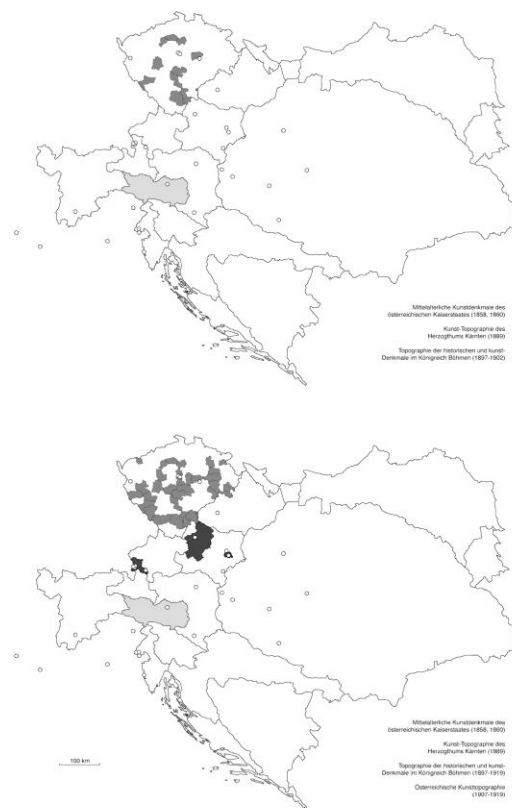 Mittelalterliche Kunstdenkmale des
österreichischen Kaiserstaates (1858, 1860)
Kunst-Topographie des
Herzogthums Kärnten (1889)
Topographie der historischen und kunst-
Denkmale im Königreich Böhmen (1897-1902)
100 km
Mittelalterliche Kunstdenkmale des
österreichischen Kaiserstaates (1858, 1860)
Kunst-Topographie des
Herzogthums Kärnten (1889)
Topographie der historischen und kunst-
Denkmale im Königreich Böhmen (1897-1919)
Österreichische Kunsttopographie
(1907-1919)